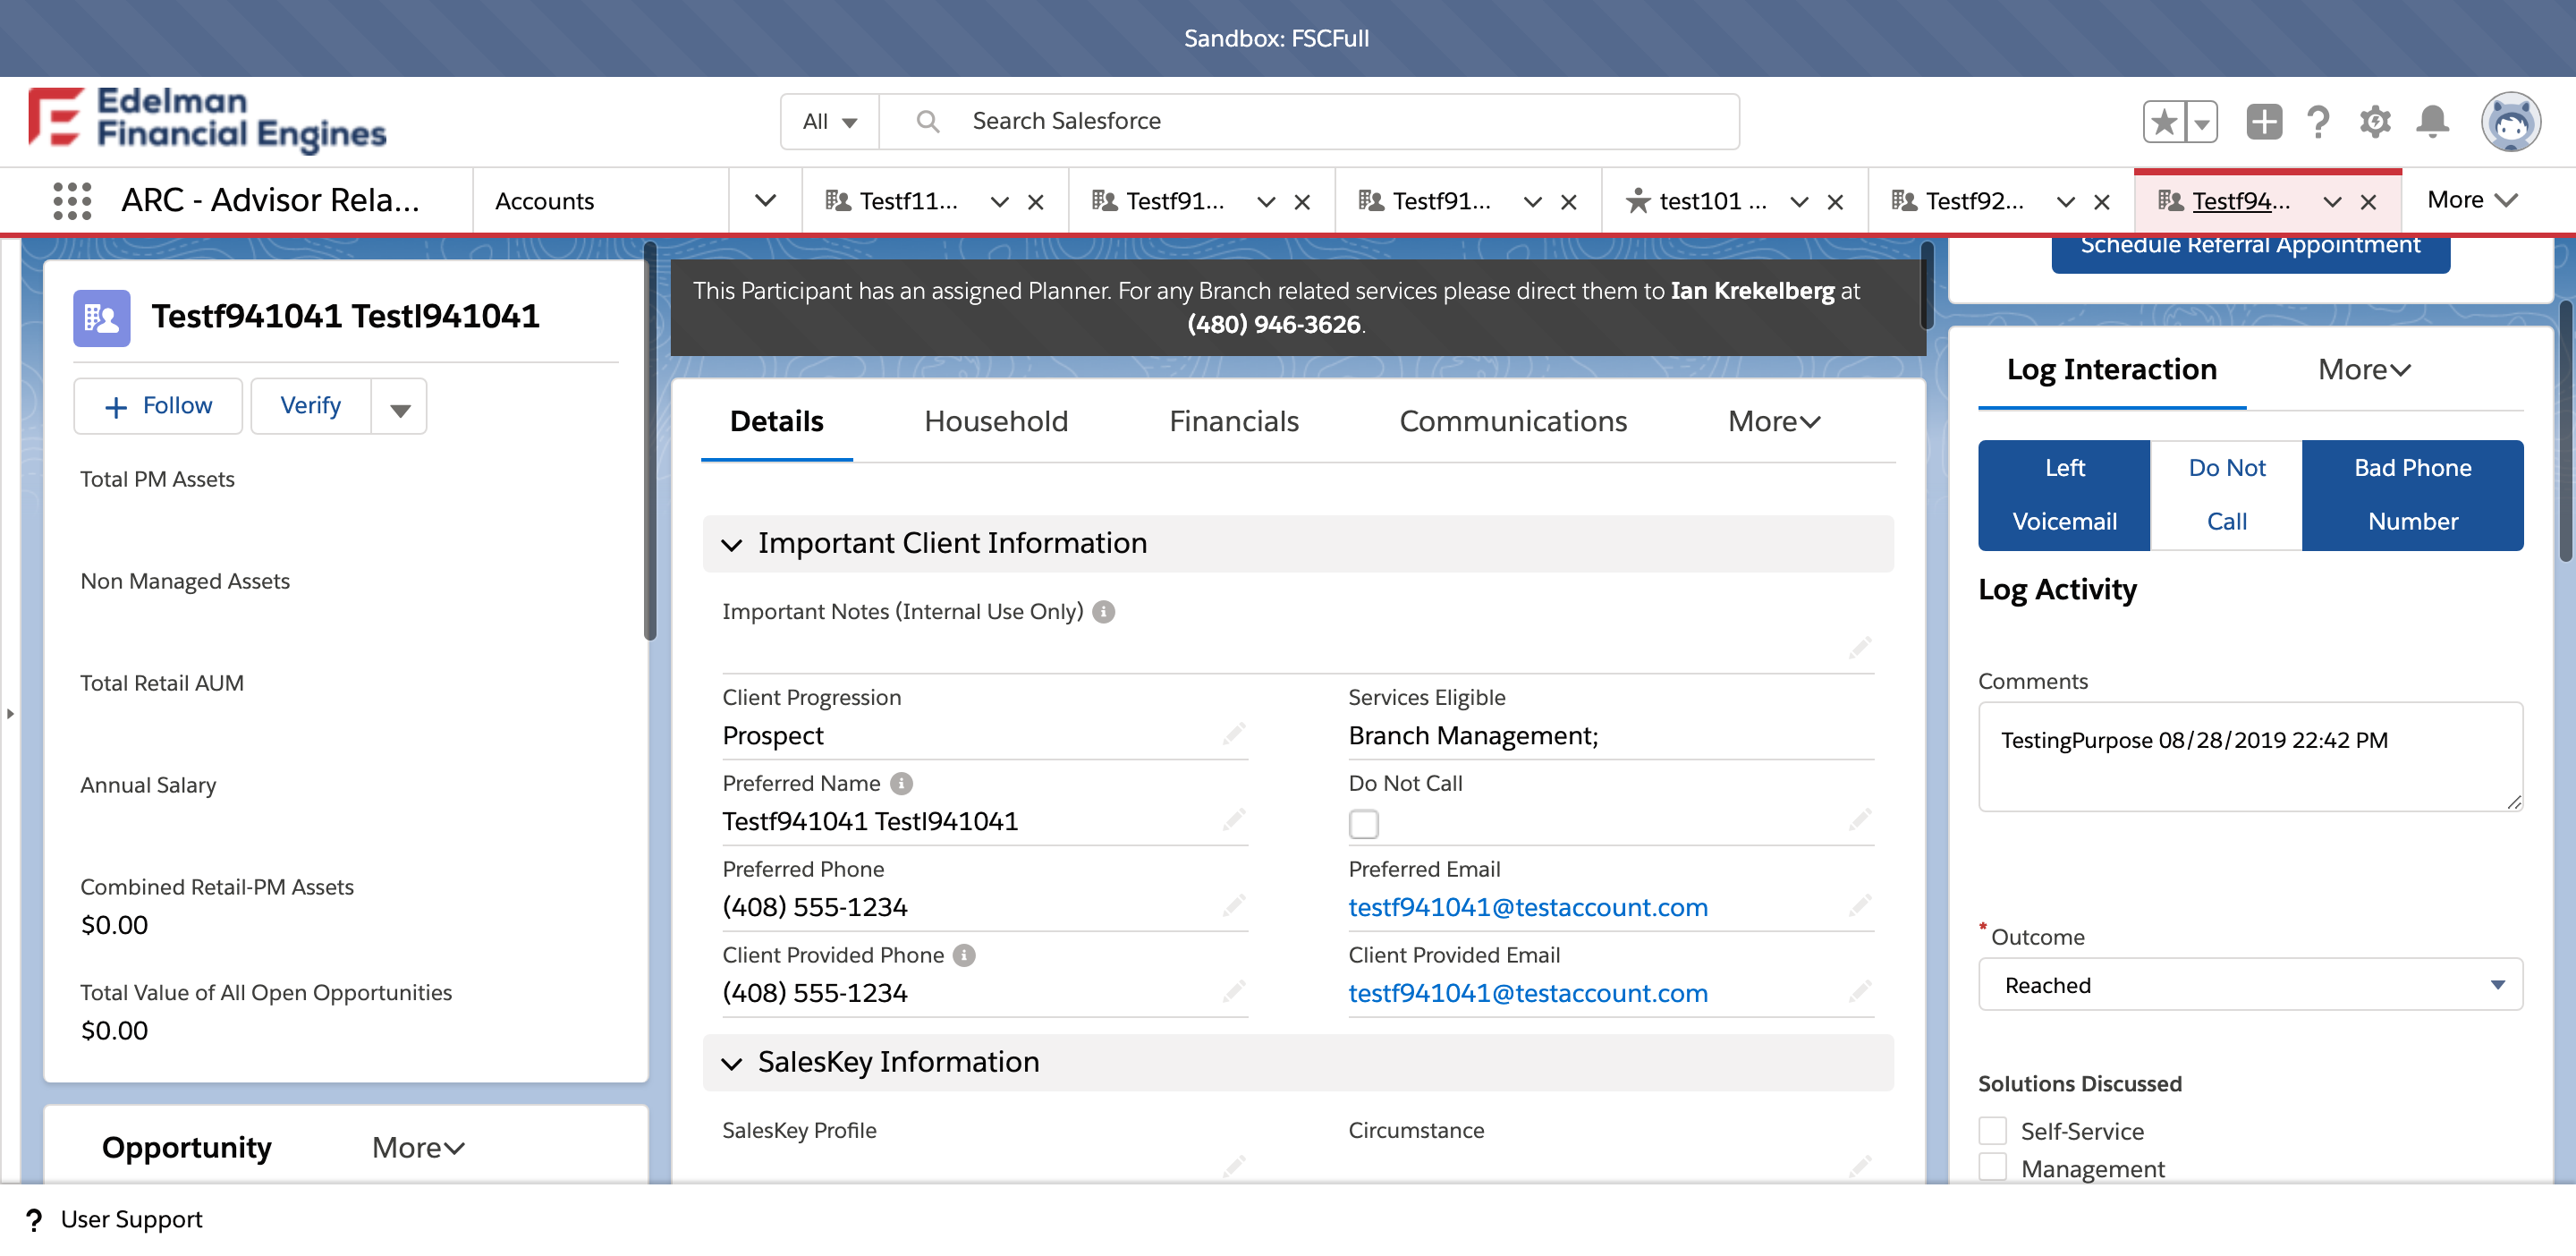 Sandbox: FSCFull
Edelman
Financial Engines
All
Search Salesforce
ARC - Advisor Rela...
Accounts
Testf11...
Testf91...
Testf91...
test101 ...
Testf92...
Testf94...
More
Testf941041 Testl941041
Follow
Verify
Total PM Assets
Non Managed Assets
Total Retail AUM
Annual Salary
Combined Retail-PM Assets
$0.00
Total Value of All Open Opportunities
$0.00
Opportunity
More
This Participant has an assigned Planner. For any Branch related services please direct them to Ian Krekelberg at
(480) 946-3626.
Details
Household
Financials
Communications
More
Important Client Information
Important Notes (Internal Use Only)
Client Progression
Prospect
Services Eligible
Branch Management;
Preferred Name
Testf941041 Testl941041
Do Not Call
Preferred Phone
(408) 555-1234
Preferred Email
testf941041@testaccount.com
Client Provided Phone
(408) 555-1234
Client Provided Email
testf941041@testaccount.com
SalesKey Information
SalesKey Profile
Circumstance
Schedule Referral Appointment
Log Interaction
More
Left
Voicemail
Do Not
Call
Bad Phone
Number
Log Activity
Comments
TestingPurpose 08/28/2019 22:42 PM
* Outcome
Reached
Solutions Discussed
Self-Service
Management
? User Support